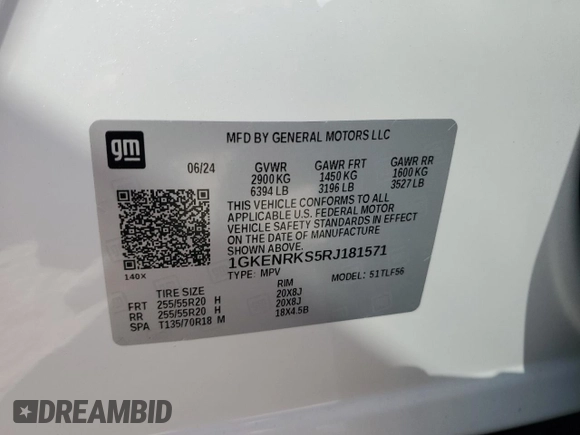 gm
MFD BY GENERAL MOTORS LLC
06/24 GVWR GAWR FRT GAWR RR
2900 KG 1450 KG 1600 KG
6394 LB 3196 LB 3527 LB
THIS VEHICLE CONFORMS TO ALL
APPLICABLE U.S. FEDERAL MOTOR
VEHICLE SAFETY STANDARDS IN EFFECT
ON THE DATE OF MANUFACTURE
SHOWN ABOVE.
1GKENRKS5RJ181571
140X
TYPE: MPV MODEL: 51TLF56
TIRE SIZE RIM
FRT 255/55R20 H 20X8J
RR 255/55R20 H 20X8J
SPA T135/70R18 M 18X4.5B
DREAMBID